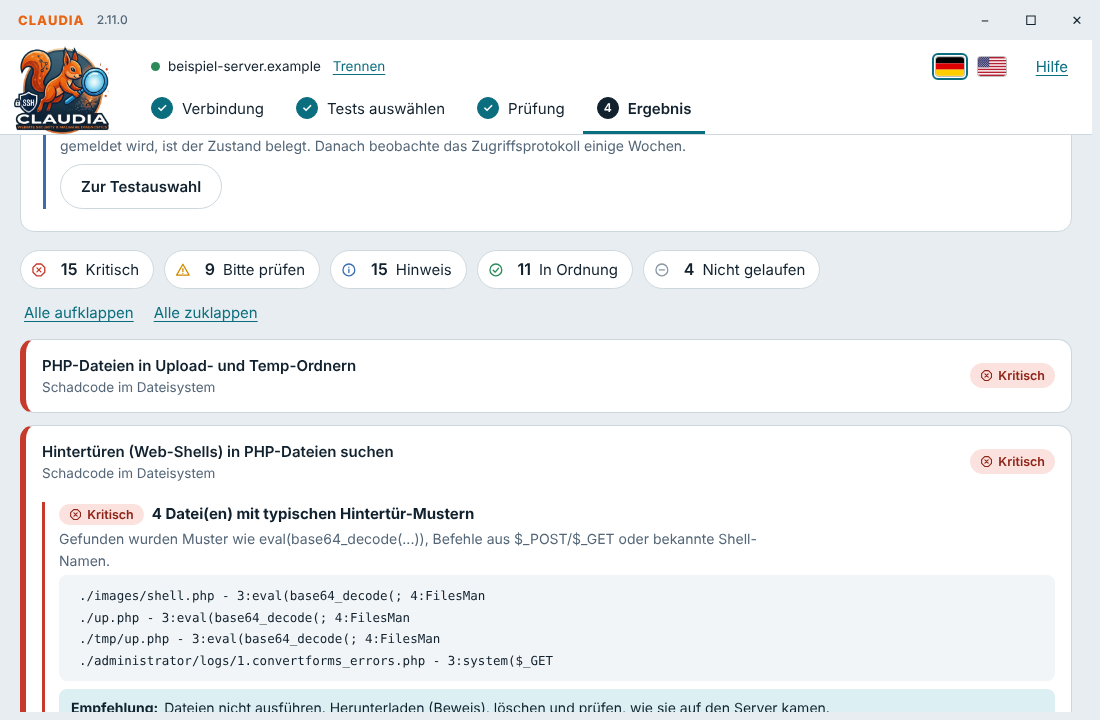 CLAUDIA 2.11.0
beispiel-server.example Trennen
Hilfe
SSH
CLAUDIA
Verbindung
Tests auswählen
Prüfung
4 Ergebnis
gemeldet wird, ist der Zustand belegt. Danach beobachte das Zugriffsprotokoll einige Wochen.
Zur Testauswahl
15 Kritisch
9 Bitte prüfen
15 Hinweis
11 In Ordnung
4 Nicht gelaufen
Alle aufklappen Alle zuklappen
PHP-Dateien in Upload- und Temp-Ordnern
Schadcode im Dateisystem
Kritisch
Hintertüren (Web-Shells) in PHP-Dateien suchen
Schadcode im Dateisystem
Kritisch
Kritisch 4 Datei(en) mit typischen Hintertür-Mustern
Gefunden wurden Muster wie eval(base64_decode(...)), Befehle aus $_POST/$_GET oder bekannte Shell-
Namen.
./images/shell.php - 3:eval(base64_decode(; 4:FilesMan
./up.php - 3:eval(base64_decode(; 4:FilesMan
./tmp/up.php - 3:eval(base64_decode(; 4:FilesMan
./administrator/logs/1.convertforms_errors.php - 3:system($_GET
Empfehlung: Dateien nicht ausführen. Herunterladen (Beweis), löschen und prüfen, wie sie auf den Server kamen.